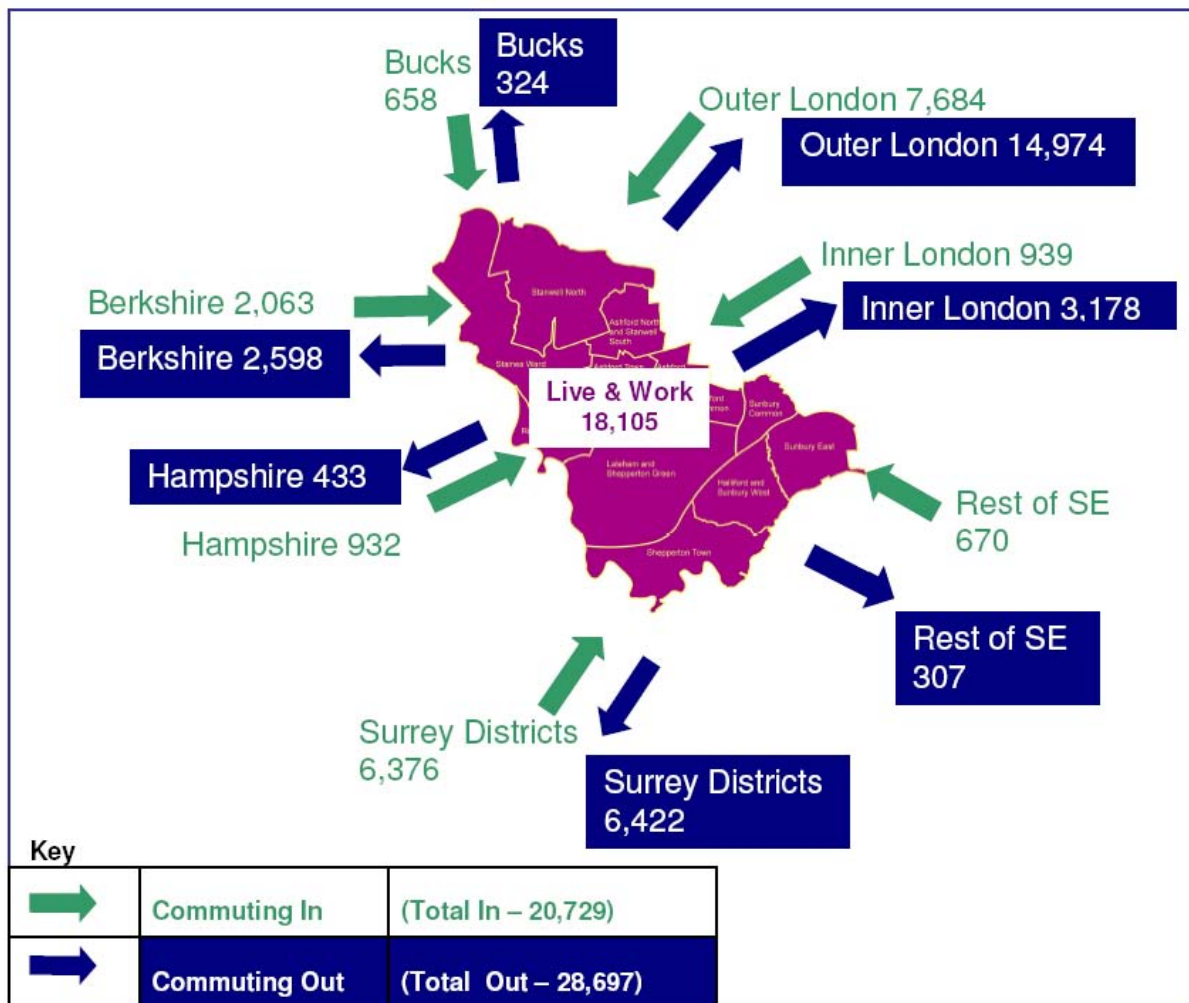 Bucks
658
Bucks
324
Outer London 7,684
Outer London 14,974
Inner London 939
Inner London 3,178
Berkshire 2,063
Berkshire 2,598
Stanwell North
Ashford North
and Stanwell
South
Staines Ward
Ashford Town
Live & Work
18,105
Sunbury
Common
Sunbury East
Laleham and
Shepperton Green
Halliford and
Sunbury West
Shepperton Town
Hampshire 433
Hampshire 932
Rest of SE
670
Rest of SE
307
Surrey Districts
6,376
Surrey Districts
6,422
Key
Commuting In (Total In – 20,729)
Commuting Out (Total Out – 28,697)